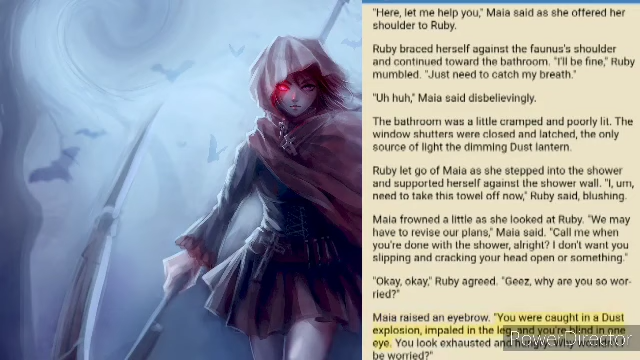 "Here, let me help you," Maia said as she offered her
shoulder to Ruby.
Ruby braced herself against the faunus's shoulder
and continued toward the bathroom. "I'll be fine," Ruby
mumbled. "Just need to catch my breath."
"Uh huh," Maia said disbelievingly.
The bathroom was a little cramped and poorly lit. The
window shutters were closed and latched, the only
source of light the dimming Dust lantern.
Ruby let go of Maia as she stepped into the shower
and supported herself against the shower wall. "I, um,
need to take this towel off now," Ruby said, blushing.
Maia frowned a little as she looked at Ruby. "We may
have to revise our plans," Maia said. "Call me when
you're done with the shower, alright? I don't want you
slipping and cracking your head open or something."
"Okay, okay," Ruby agreed. "Geez, why are you so wor-
ried?"
Maia raised an eyebrow. "You were caught in a Dust
explosion, impaled in the leg and you're blind in one
eye. You look exhausted and
be worried?"
PowerDirector